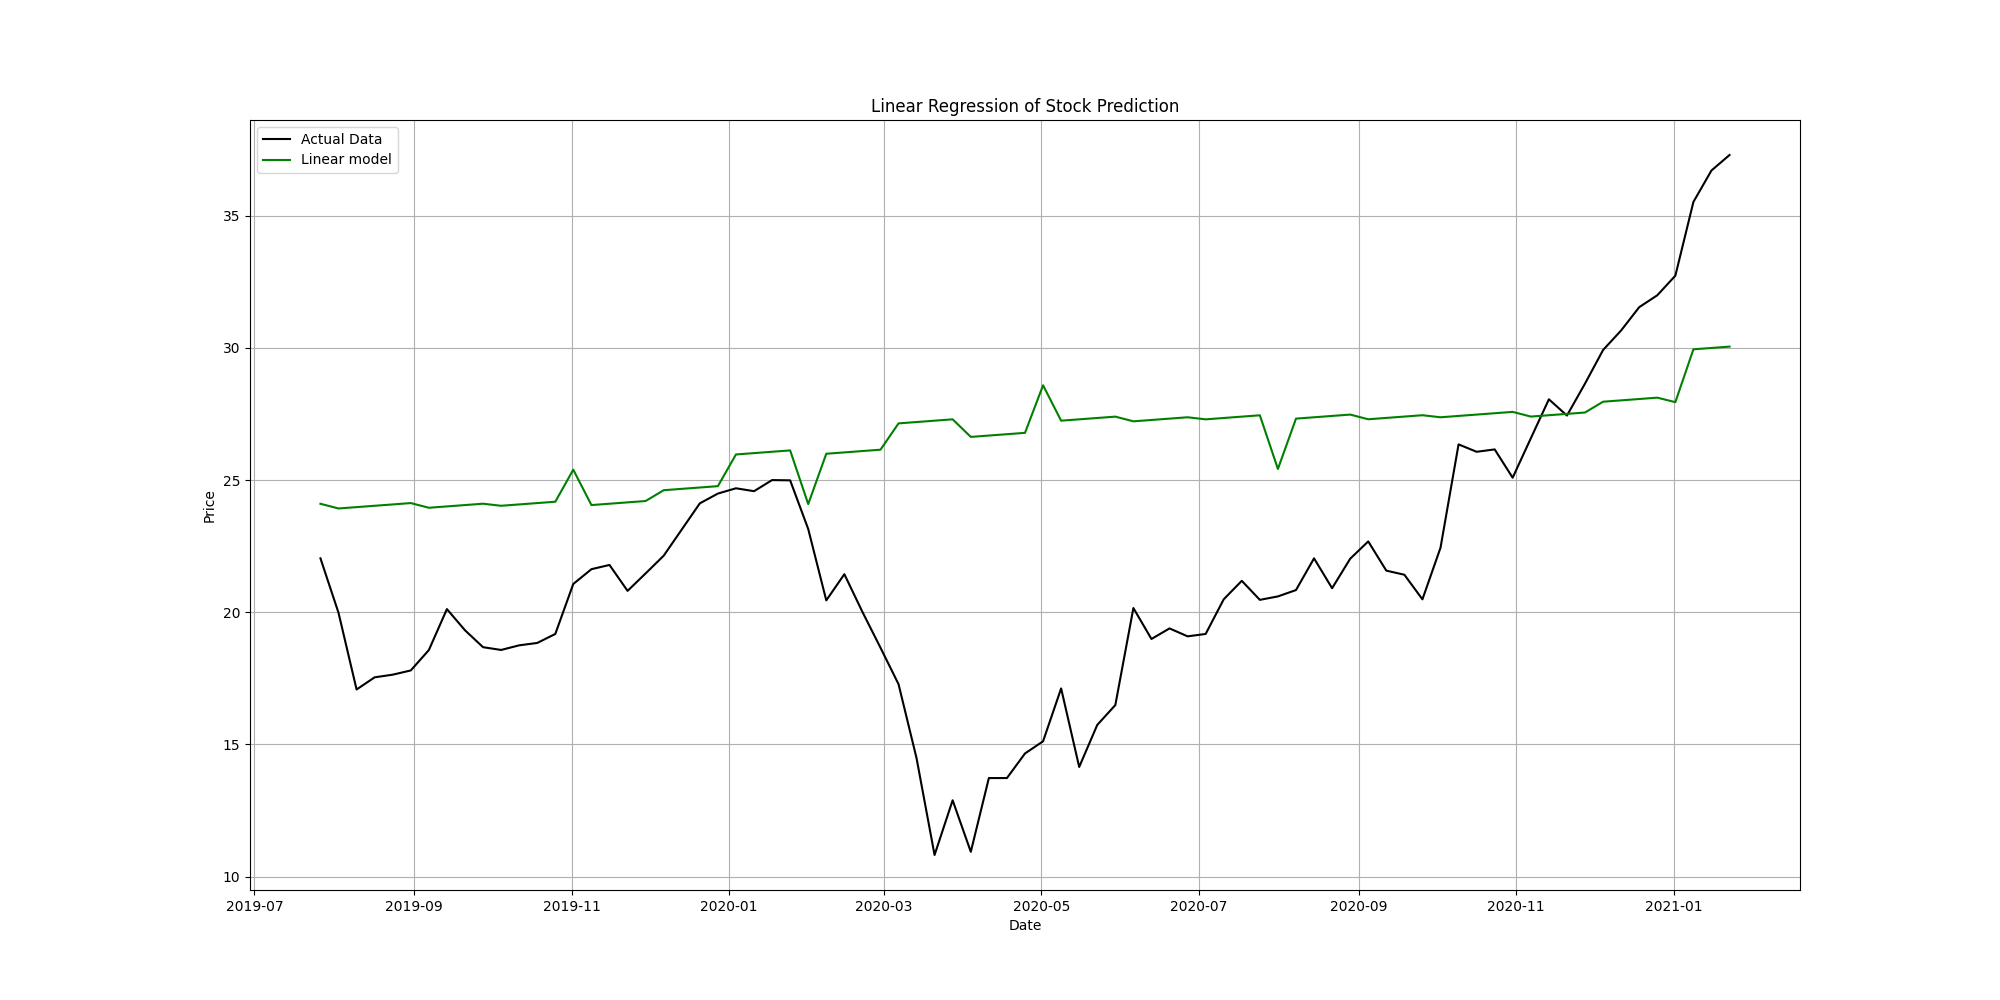 Linear Regression of Stock Prediction
Actual Data
Linear model
Price
35
30
25
20
15
10
2019-07 2019-09 2019-11 2020-01 2020-03 2020-05 2020-07 2020-09 2020-11 2021-01
Date